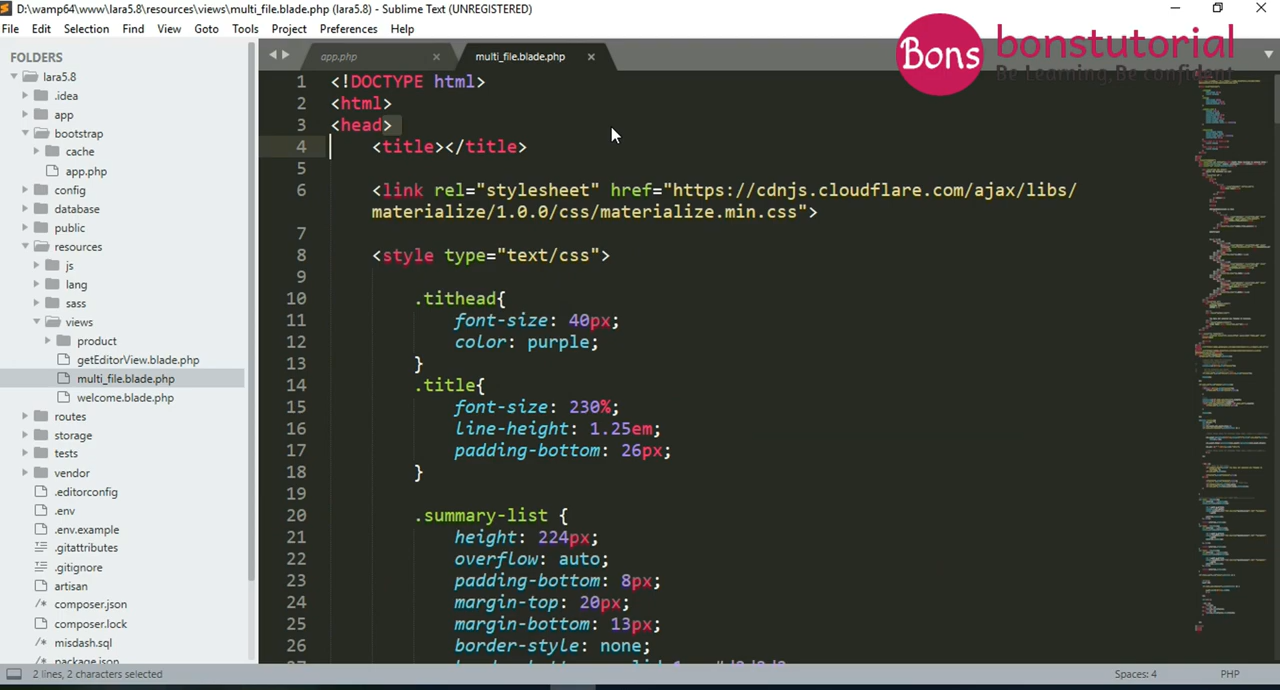 D:\wamp64\www\lara5.8\resources\views\multi_file.blade.php (lara5.8) - Sublime Text (UNREGISTERED)
File Edit Selection Find View Goto Tools Project Preferences Help
Bons bonstutorial
Be Learning,Be confident
FOLDERS
lara5.8
.idea
app
bootstrap
cache
app.php
config
database
public
resources
js
lang
sass
views
product
getEditorView.blade.php
multi_file.blade.php
welcome.blade.php
routes
storage
tests
vendor
.editorconfig
.env
.env.example
.gitattributes
.gitignore
artisan
composer.json
composer.lock
misdash.sql
package.json
app.php multi_file.blade.php
1 <!DOCTYPE html>
2 <html>
3 <head>
4 <title></title>
5
6 <link rel="stylesheet" href="https://cdnjs.cloudflare.com/ajax/libs/
materialize/1.0.0/css/materialize.min.css">
7
8 <style type="text/css">
9
10 .tithead{
11 font-size: 40px;
12 color: purple;
13 }
14 .title{
15 font-size: 230%;
16 line-height: 1.25em;
17 padding-bottom: 26px;
18 }
19
20 .summary-list {
21 height: 224px;
22 overflow: auto;
23 padding-bottom: 8px;
24 margin-top: 20px;
25 margin-bottom: 13px;
26 border-style: none;
2 lines, 2 characters selected
Spaces: 4 PHP